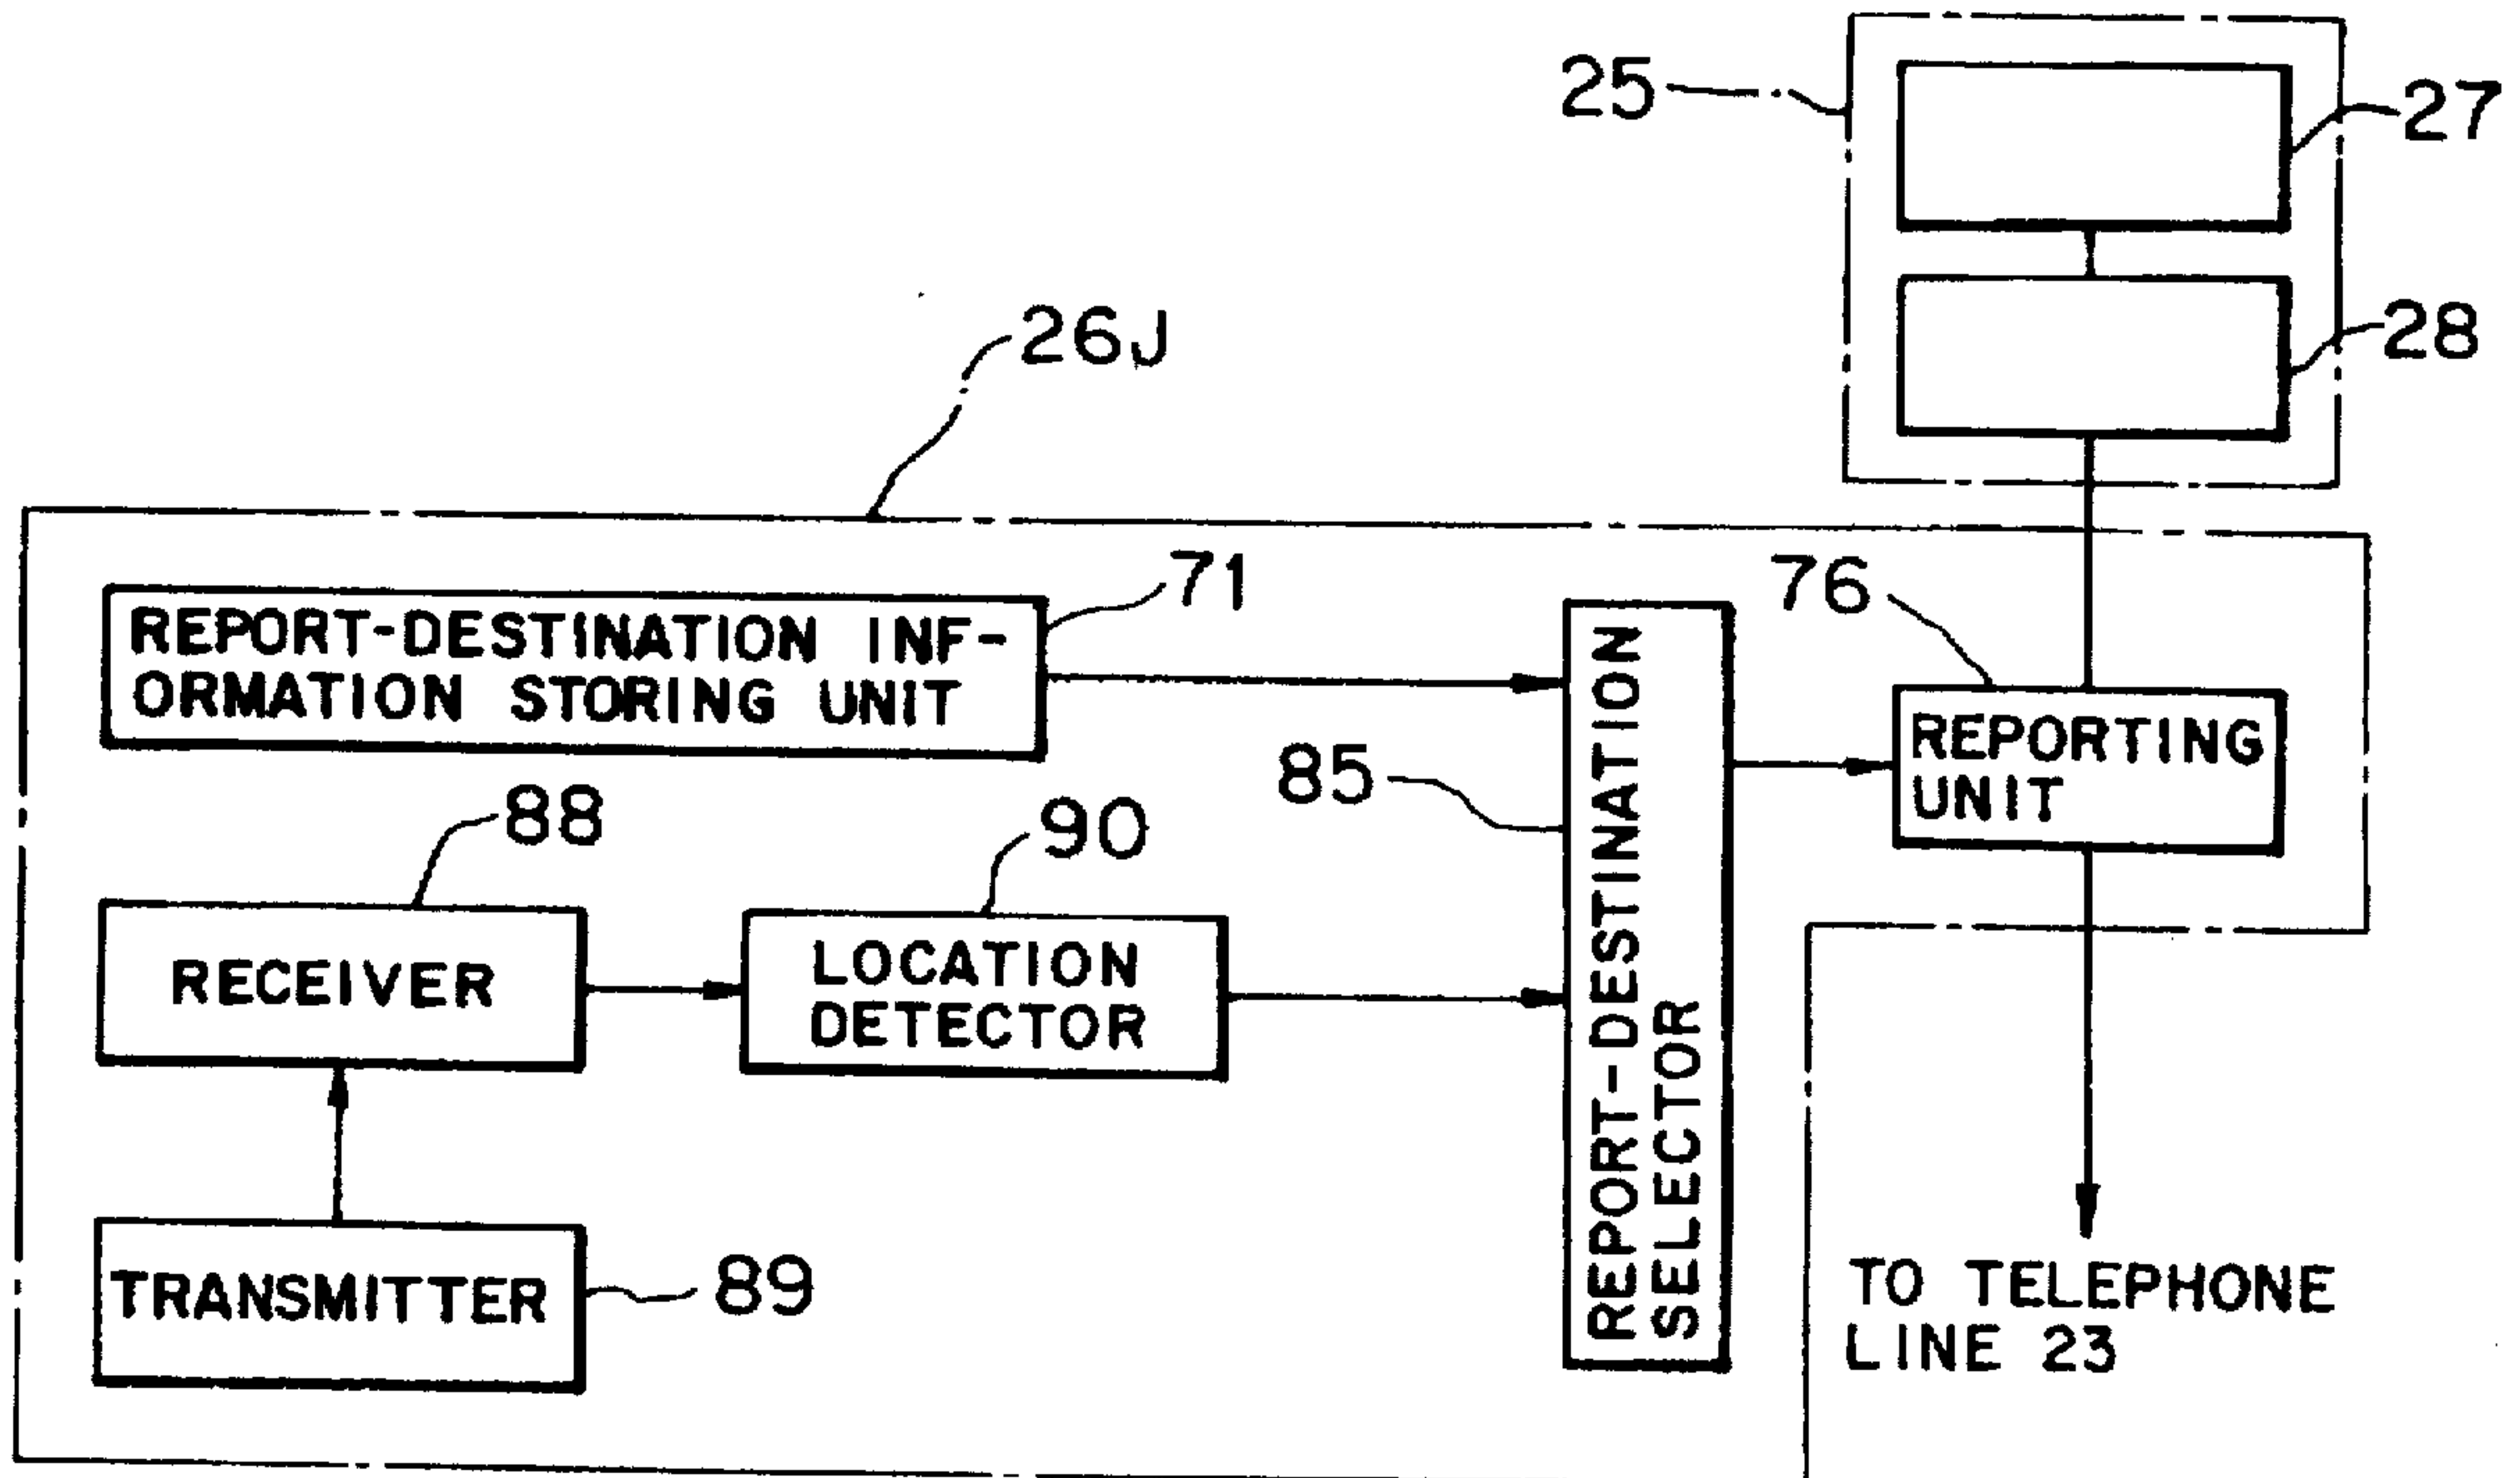 25
27
28
26J
71
REPORT-DESTINATION INF-
ORMATION STORING UNIT
76
REPORTING
UNIT
85
REPORT-DESTINATION
SELECTOR
88
RECEIVER
90
LOCATION
DETECTOR
TRANSMITTER
89
TO TELEPHONE
LINE 23